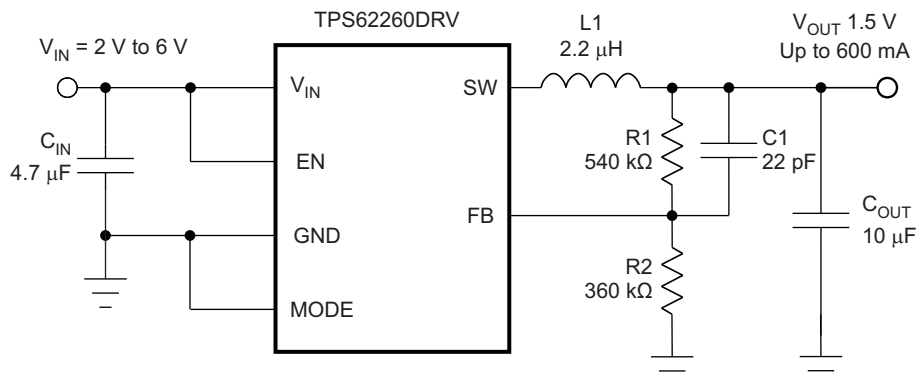 TPS62260DRV
V_IN = 2 V to 6 V
L1
2.2 μH
V_OUT 1.5 V
Up to 600 mA
V_IN
SW
C_IN
4.7 μF
EN
R1
540 kΩ
C1
22 pF
FB
GND
C_OUT
10 μF
R2
360 kΩ
MODE